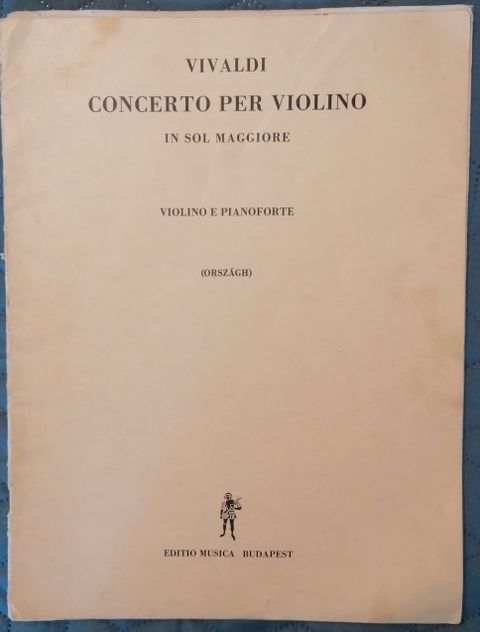 VIVALDI
CONCERTO PER VIOLINO
IN SOL MAGGIORE
VIOLINO E PIANOFORTE
(ORSZÁGH)
EDITIO MUSICA BUDAPEST